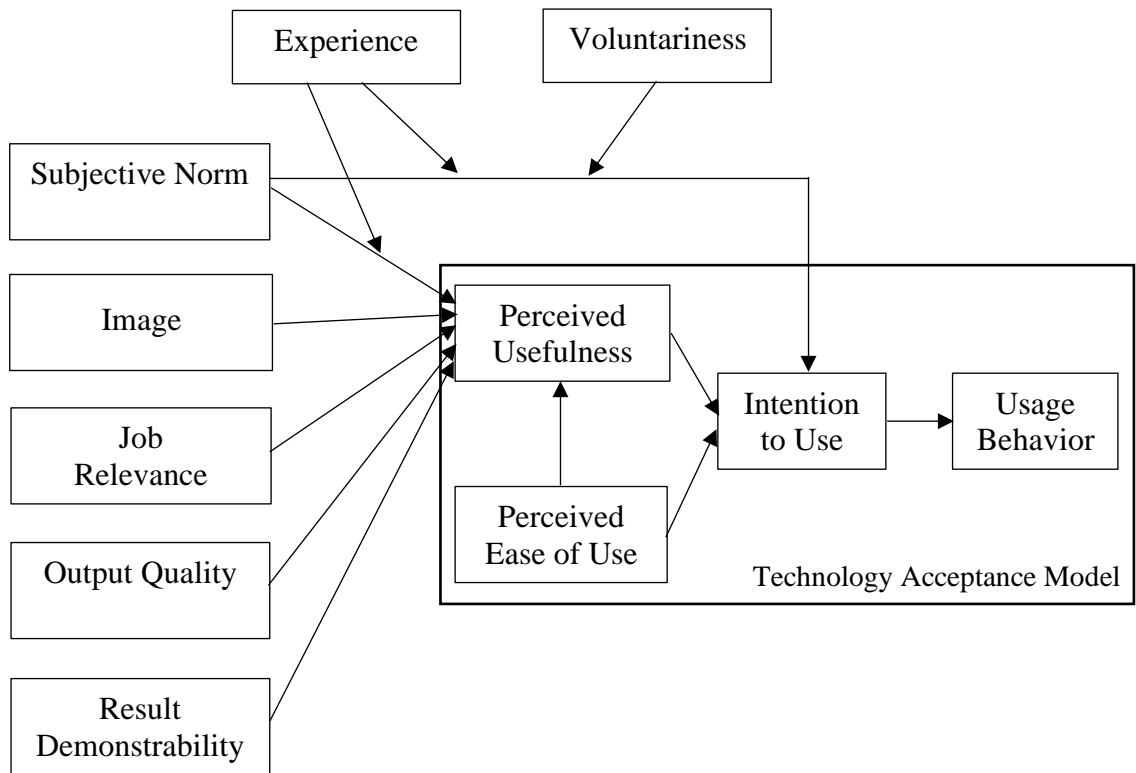 Experience
Voluntariness
Subjective Norm
Image
Job
Relevance
Output Quality
Result
Demonstrability
Perceived
Usefulness
Perceived
Ease of Use
Intention
to Use
Usage
Behavior
Technology Acceptance Model